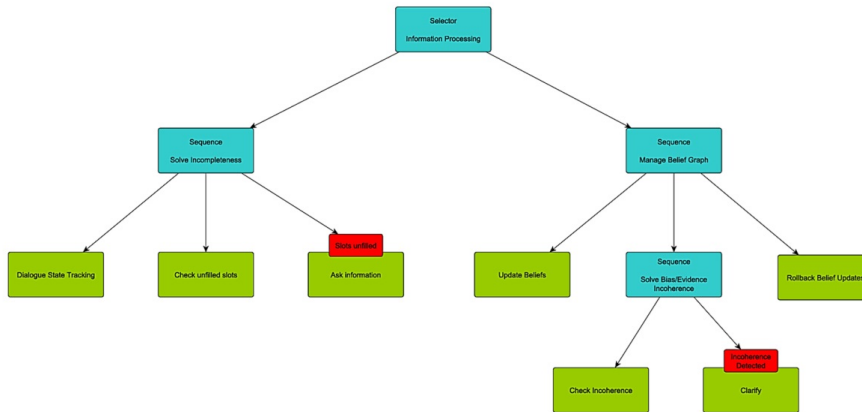 Selector
Information Processing
Sequence
Solve Incompleteness
Sequence
Manage Belief Graph
Slots unfilled
Dialogue State Tracking
Check unfilled slots
Ask information
Update Beliefs
Sequence
Solve Bias/Evidence
Incoherence
Rollback Belief Updates
Incoherence
Detected
Check Incoherence
Clarify